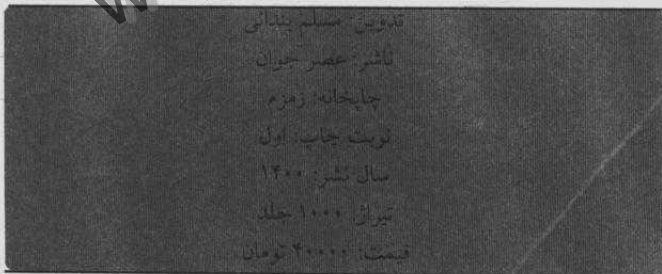 تدوین: مسلم بندانی
ناشر: عصر جوان
چاپخانه: زمزم
نوبت چاپ: اول
سال نشر: ۱۴۰۰
تیراژ: ۱۰۰۰ جلد
قیمت: ۴۰۰۰۰ تومان